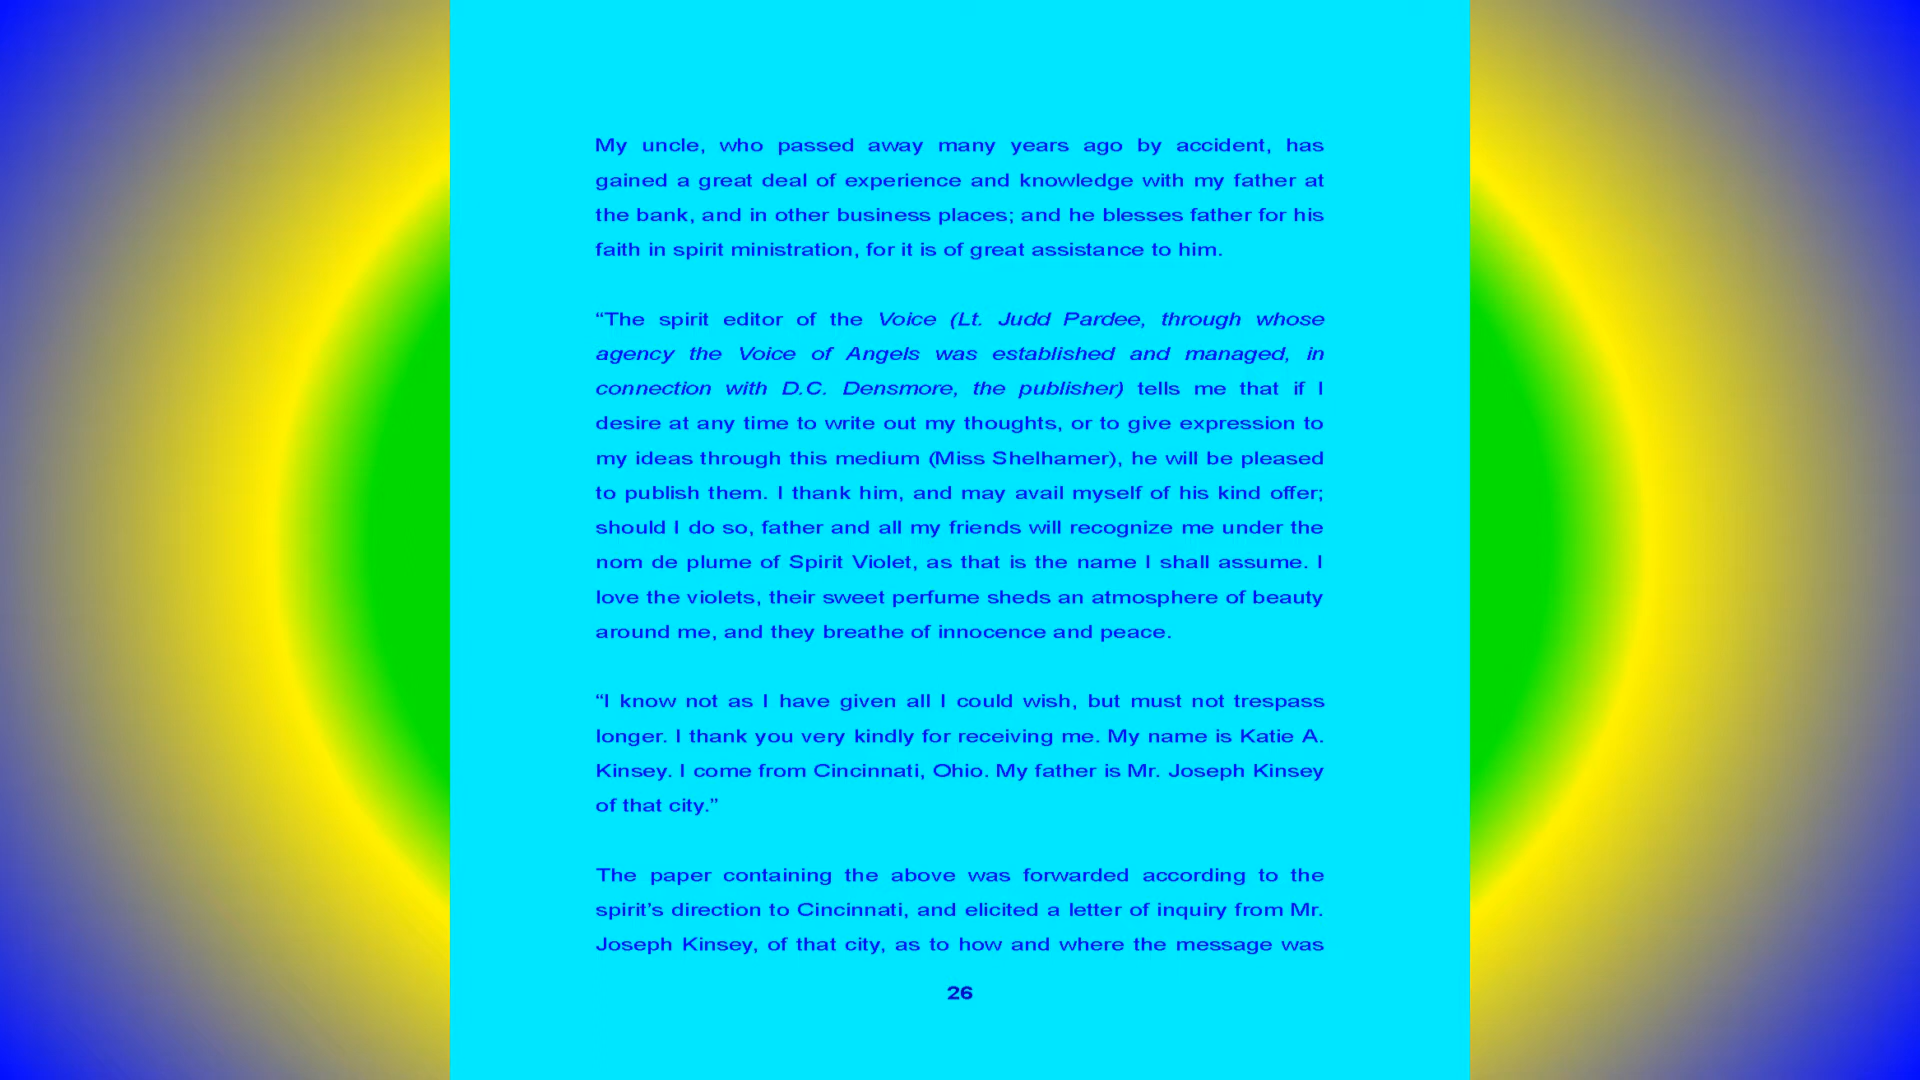 My uncle, who passed away many years ago by accident, has
gained a great deal of experience and knowledge with my father at
the bank, and in other business places; and he blesses father for his
faith in spirit ministration, for it is of great assistance to him.
“The spirit editor of the Voice (Lt. Judd Pardee, through whose
agency the Voice of Angels was established and managed, in
connection with D.C. Densmore, the publisher) tells me that if I
desire at any time to write out my thoughts, or to give expression to
my ideas through this medium (Miss Shelhamer), he will be pleased
to publish them. I thank him, and may avail myself of his kind offer;
should I do so, father and all my friends will recognize me under the
nom de plume of Spirit Violet, as that is the name I shall assume. I
love the violets, their sweet perfume sheds an atmosphere of beauty
around me, and they breathe of innocence and peace.
“I know not as I have given all I could wish, but must not trespass
longer. I thank you very kindly for receiving me. My name is Katie A.
Kinsey. I come from Cincinnati, Ohio. My father is Mr. Joseph Kinsey
of that city.”
The paper containing the above was forwarded according to the
spirit’s direction to Cincinnati, and elicited a letter of inquiry from Mr.
Joseph Kinsey, of that city, as to how and where the message was
26